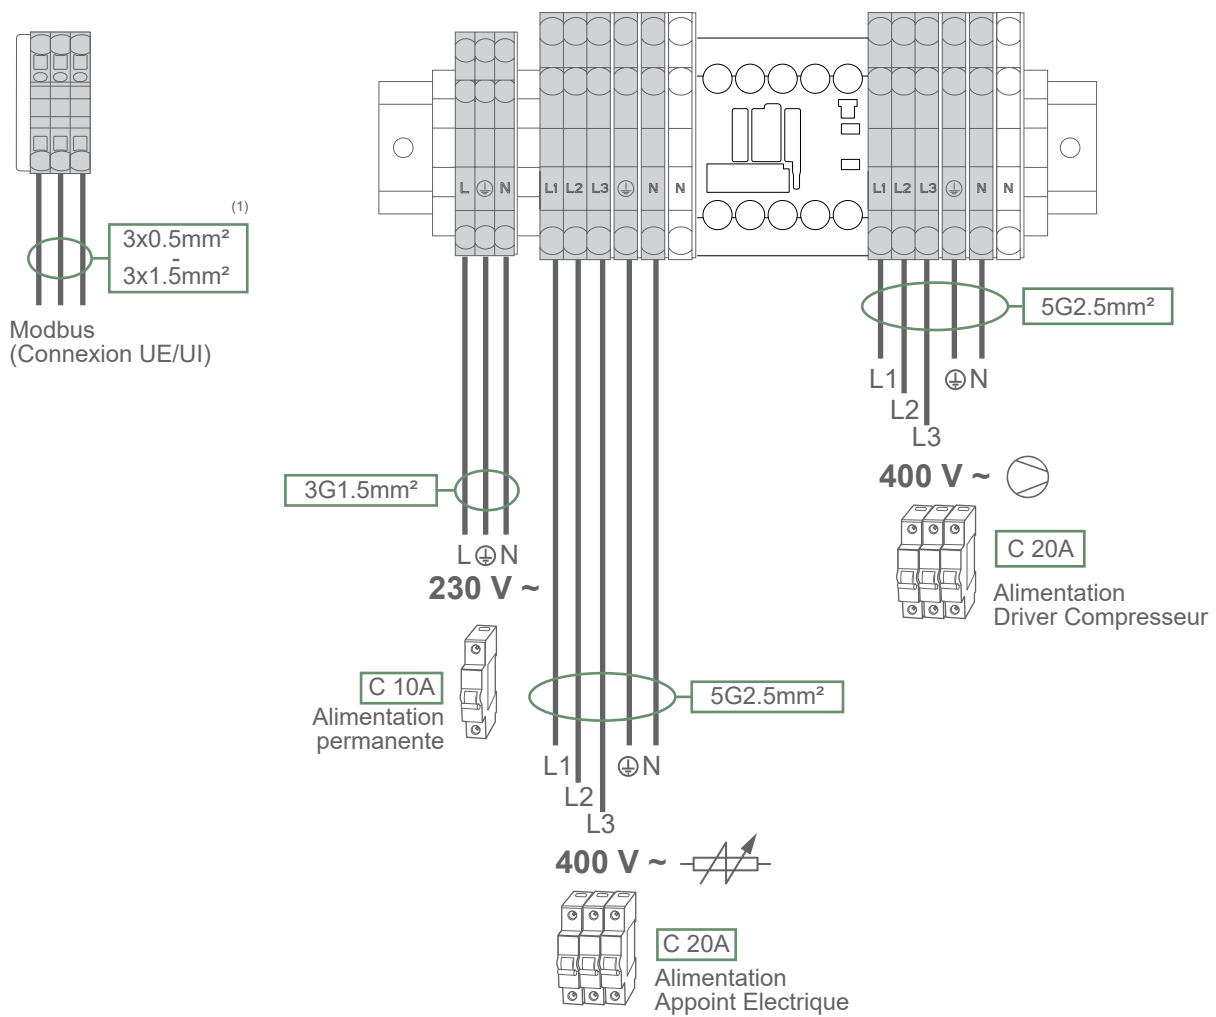 L ⏚ N
L1 L2 L3 ⏚ N N
L1 L2 L3 ⏚ N N
(1)
3x0.5mm²
-
3x1.5mm²
Modbus
(Connexion UE/UI)
5G2.5mm²
L1 ⏚ N
L2
L3
400 V ~
C 20A
Alimentation
Driver Compresseur
3G1.5mm²
L ⏚ N
230 V ~
C 10A
Alimentation
permanente
5G2.5mm²
L1 ⏚ N
L2
L3
400 V ~
C 20A
Alimentation
Appoint Electrique